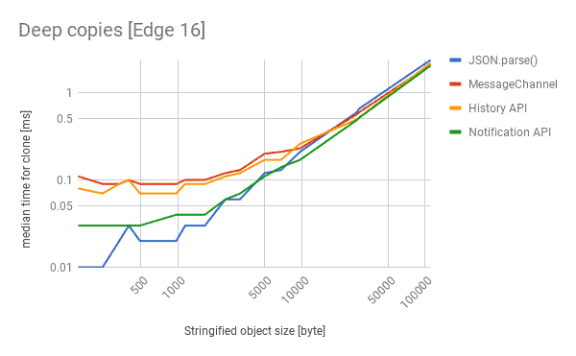 Deep copies [Edge 16]
JSON.parse()
MessageChannel
History API
Notification API
median time for clone [ms]
1
0.5
0.1
0.05
0.01
500
1000
5000
10000
50000
100000
Stringified object size [byte]